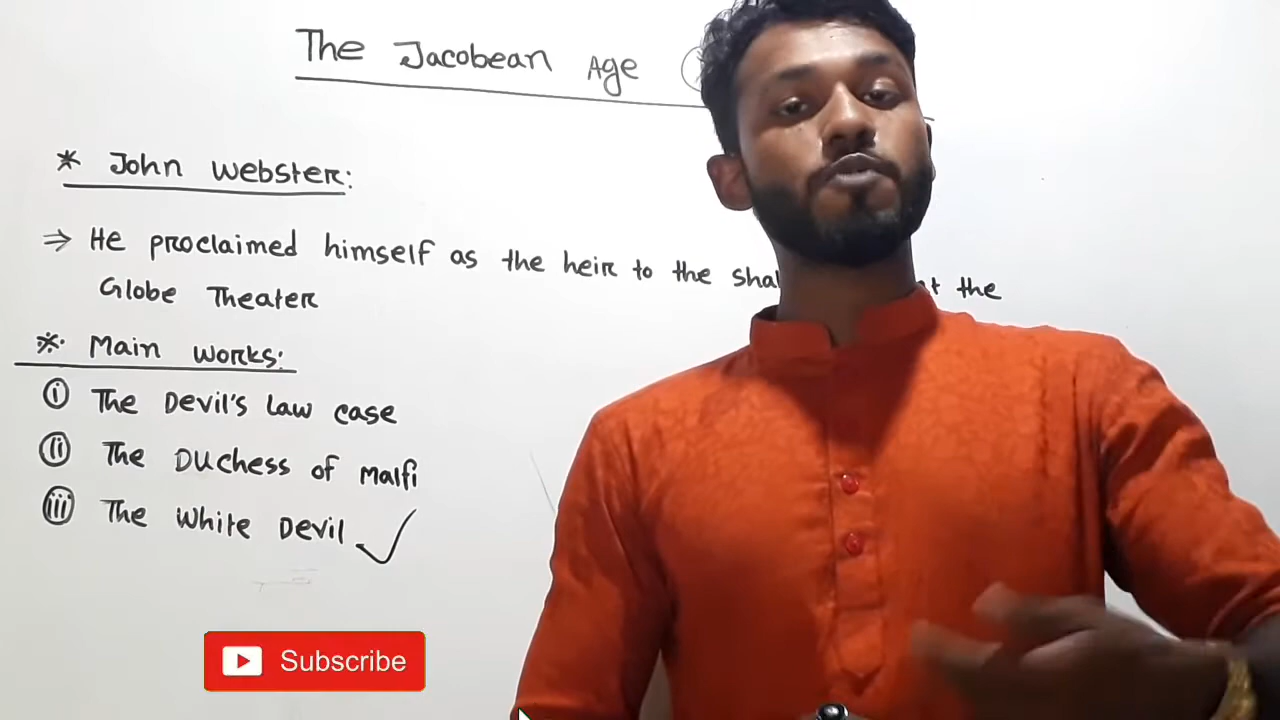 The Jacobean Age
* John Webster:
⇒ He proclaimed himself as the heir to the the
Globe Theater
※ Main works:
(i) The Devil's Law case
(ii) The Duchess of Malfi
(iii) The White Devil ✓
Subscribe